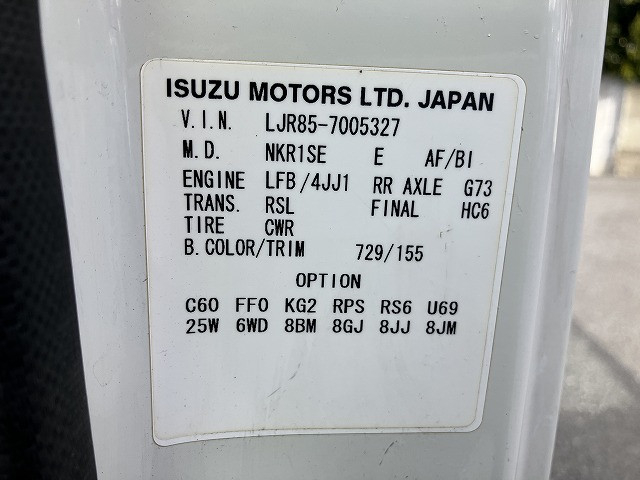 ISUZU MOTORS LTD. JAPAN
V.I.N. LJR85-7005327
M.D. NKR1SE E AF/BI
ENGINE LFB/4JJ1 RR AXLE G73
TRANS. RSL FINAL HC6
TIRE CWR
B.COLOR/TRIM 729/155
OPTION
C60 FF0 KG2 RPS RS6 U69
25W 6WD 8BM 8GJ 8JJ 8JM